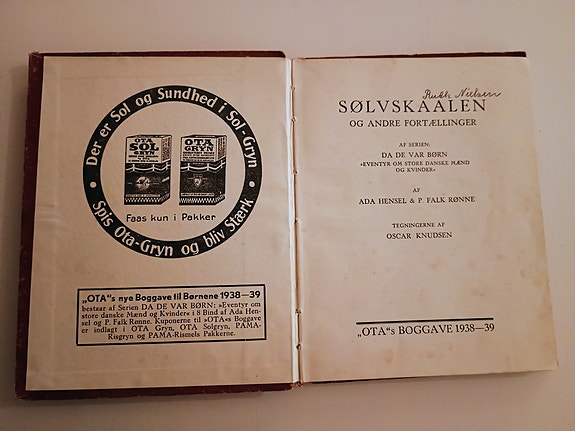 Der er Sol og Sundhed i Sol-Gryn
OTA
SOL
GRYN
OTA
GRYN
Faas kun i Pakker
Spis Ota-Gryn og bliv Stærk
„OTA“s nye Boggave til Børnene 1938—39
bestaar af Serien DA DE VAR BØRN: »Eventyr om
store danske Mænd og Kvinder« i 8 Bind af Ada Hen-
sel og P. Falk Rønne. Kuponerne til »OTA«s Boggave
er indlagt i OTA Gryn, OTA Solgryn, PAMA-
Risgryn og PAMA-Rismels Pakkerne.
Ruth Nielsen
SØLVSKAALEN
OG ANDRE FORTÆLLINGER
AF SERIEN:
DA DE VAR BØRN
»EVENTYR OM STORE DANSKE MÆND
OG KVINDER«
AF
ADA HENSEL & P. FALK RØNNE
TEGNINGERNE AF
OSCAR KNUDSEN
„OTA“s BOGGAVE 1938—39